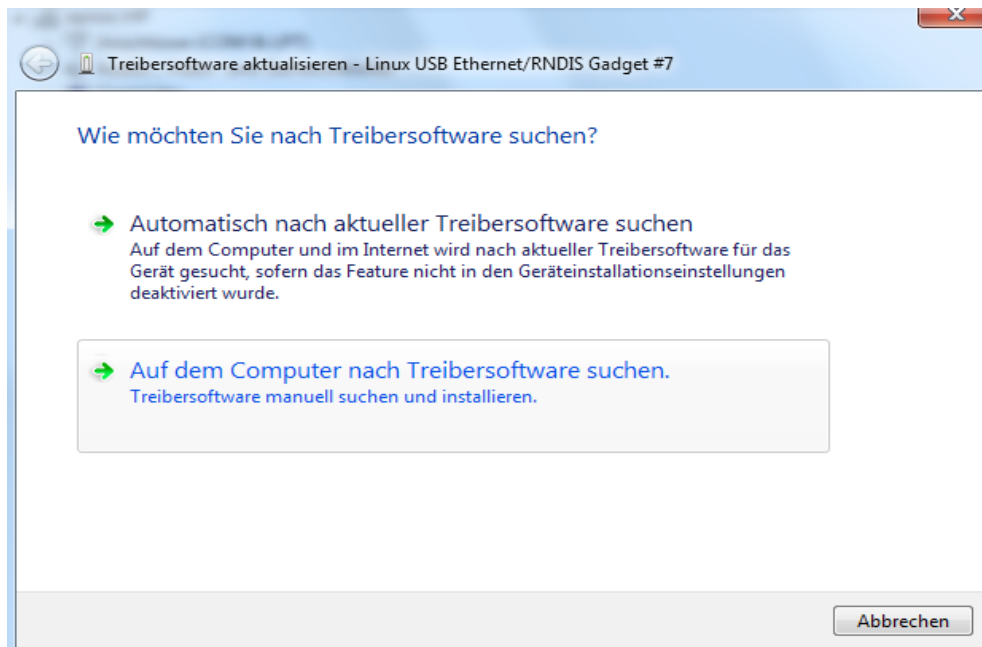 Treibersoftware aktualisieren - Linux USB Ethernet/RNDIS Gadget #7
Wie möchten Sie nach Treibersoftware suchen?
Automatisch nach aktueller Treibersoftware suchen
Auf dem Computer und im Internet wird nach aktueller Treibersoftware für das
Gerät gesucht, sofern das Feature nicht in den Geräteinstallationseinstellungen
deaktiviert wurde.
Auf dem Computer nach Treibersoftware suchen.
Treibersoftware manuell suchen und installieren.
Abbrechen